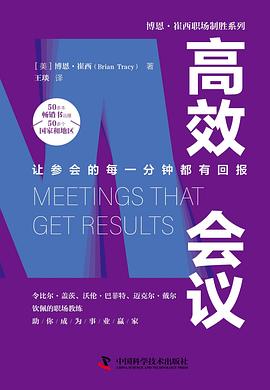 博恩·崔西职场制胜系列
[美]博恩·崔西(Brian Tracy) 著
王琰 译
高效会议
50多本
畅销书出版
50多个
国家和地区
让参会的每一分钟都有回报
MEETINGS THAT
GET RESULTS
令比尔·盖茨、沃伦·巴菲特、迈克尔·戴尔
钦佩的职场教练
助你成为事业赢家
中国科学技术出版社